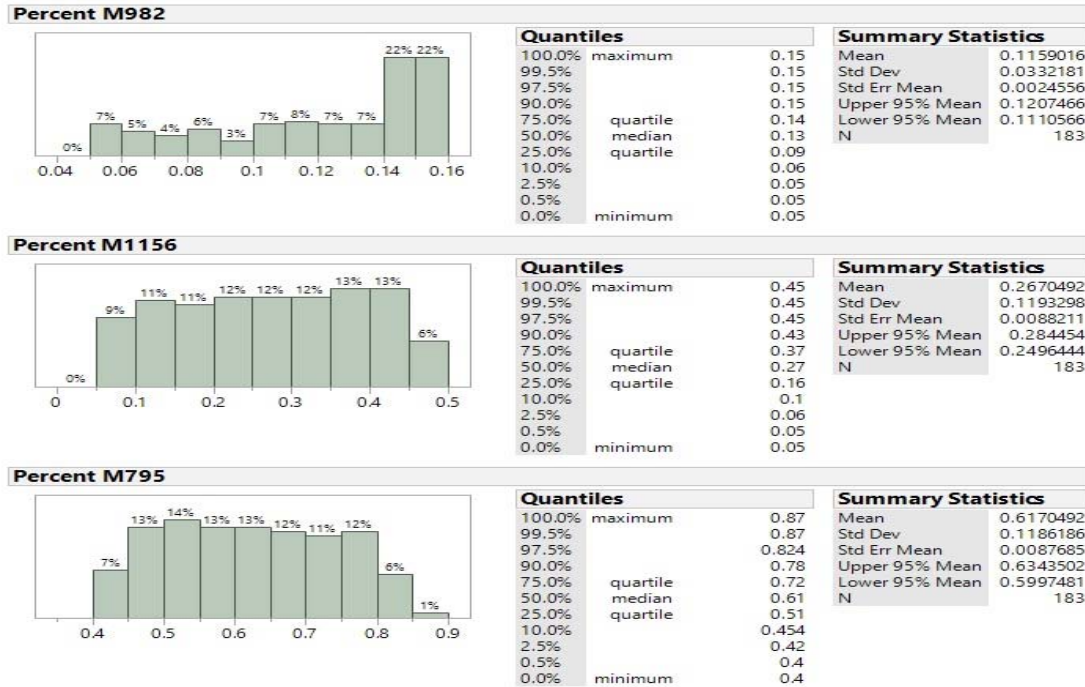 Percent M982
0% 7% 5% 4% 6% 3% 7% 8% 7% 7% 22% 22%
0.04 0.06 0.08 0.1 0.12 0.14 0.16
Quantiles
100.0% maximum 0.15
99.5% 0.15
97.5% 0.15
90.0% 0.15
75.0% quartile 0.14
50.0% median 0.13
25.0% quartile 0.09
10.0% 0.06
2.5% 0.05
0.5% 0.05
0.0% minimum 0.05
Summary Statistics
Mean 0.1159016
Std Dev 0.0332181
Std Err Mean 0.0024556
Upper 95% Mean 0.1207466
Lower 95% Mean 0.1110566
N 183
Percent M1156
0% 9% 11% 11% 12% 12% 12% 13% 13% 6%
0 0.1 0.2 0.3 0.4 0.5
Quantiles
100.0% maximum 0.45
99.5% 0.45
97.5% 0.45
90.0% 0.43
75.0% quartile 0.37
50.0% median 0.27
25.0% quartile 0.16
10.0% 0.1
2.5% 0.06
0.5% 0.05
0.0% minimum 0.05
Summary Statistics
Mean 0.2670492
Std Dev 0.1193298
Std Err Mean 0.0088211
Upper 95% Mean 0.284454
Lower 95% Mean 0.2496444
N 183
Percent M795
7% 13% 14% 13% 13% 12% 11% 12% 6% 1%
0.4 0.5 0.6 0.7 0.8 0.9
Quantiles
100.0% maximum 0.87
99.5% 0.87
97.5% 0.824
90.0% 0.78
75.0% quartile 0.72
50.0% median 0.61
25.0% quartile 0.51
10.0% 0.454
2.5% 0.42
0.5% 0.4
0.0% minimum 0.4
Summary Statistics
Mean 0.6170492
Std Dev 0.1186186
Std Err Mean 0.0087685
Upper 95% Mean 0.6343502
Lower 95% Mean 0.5997481
N 183